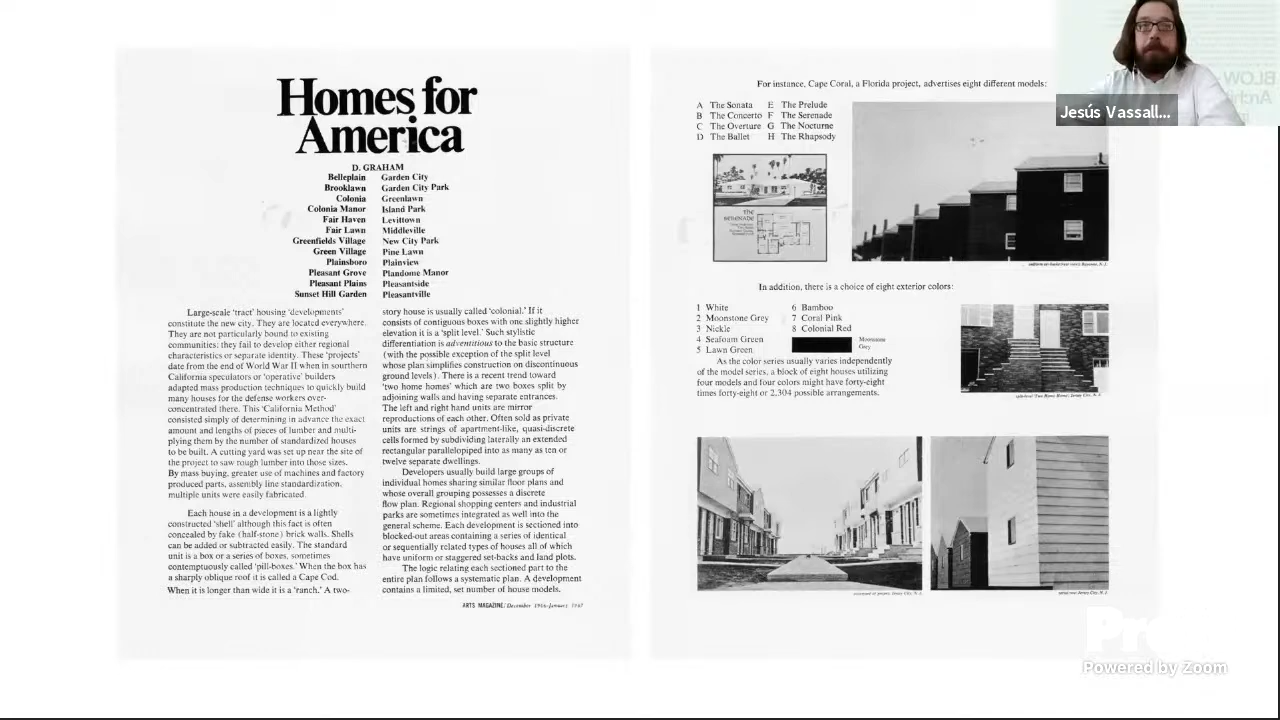 Homes for
America
D. GRAHAM
Belleplain Garden City
Brooklawn Garden City Park
Colonia Greenlawn
Colonia Manor Island Park
Fair Haven Levittown
Fair Lawn Middleville
Greenfields Village New City Park
Green Village Pine Lawn
Plainsboro Plainview
Pleasant Grove Plandome Manor
Pleasant Plains Pleasantside
Sunset Hill Garden Pleasantville
Large-scale 'tract' housing 'developments'
constitute the new city. They are located everywhere.
They are not particularly bound to existing
communities; they fail to develop either regional
characteristics or separate identity. These 'projects'
date from the end of World War II when in southern
California speculators or 'operative' builders
adapted mass production techniques to quickly build
many houses for the defense workers over-
concentrated there. This 'California Method'
consisted simply of determining in advance the exact
amount and lengths of pieces of lumber and multi-
plying them by the number of standardized houses
to be built. A cutting yard was set up near the site of
the project to saw rough lumber into those sizes.
By mass buying, greater use of machines and factory
produced parts, assembly line standardization,
multiple units were easily fabricated.
Each house in a development is a lightly
constructed 'shell' although this fact is often
concealed by fake (half-stone) brick walls. Shells
can be added or subtracted easily. The standard
unit is a box or a series of boxes, sometimes
contemptuously called 'pill-boxes.' When the box has
a sharply oblique roof it is called a Cape Cod.
When it is longer than wide it is a 'ranch.' A two-
story house is usually called 'colonial.' If it
consists of contiguous boxes with one slightly higher
elevation it is a 'split level.' Such stylistic
differentiation is adventitious to the basic structure
(with the possible exception of the split level
whose plan simplifies construction on discontinuous
ground levels). There is a recent trend toward
'two home homes' which are two boxes split by
adjoining walls and having separate entrances.
The left and right hand units are mirror
reproductions of each other. Often sold as private
units are strings of apartment-like, quasi-discrete
cells formed by subdividing laterally an extended
rectangular parallelopiped into as many as ten or
twelve separate dwellings.
Developers usually build large groups of
individual homes sharing similar floor plans and
whose overall grouping possesses a discrete
flow plan. Regional shopping centers and industrial
parks are sometimes integrated as well into the
general scheme. Each development is sectioned into
blocked-out areas containing a series of identical
or sequentially related types of houses all of which
have uniform or staggered set-backs and land plots.
The logic relating each sectioned part to the
entire plan follows a systematic plan. A development
contains a limited, set number of house models.
ARTS MAGAZINE/December 1966-January 1967
For instance, Cape Coral, a Florida project, advertises eight different models:
A The Sonata E The Prelude
B The Concerto F The Serenade
C The Overture G The Nocturne
D The Ballet H The Rhapsody
THE
SERENADE
In addition, there is a choice of eight exterior colors:
1 White 6 Bamboo
2 Moonstone Grey 7 Coral Pink
3 Nickle 8 Colonial Red
4 Seafoam Green Moonstone
5 Lawn Green Grey
As the color series usually varies independently
of the model series, a block of eight houses utilizing
four models and four colors might have forty-eight
times forty-eight or 2,304 possible arrangements.
Jesús Vassall...
Powered by Zoom